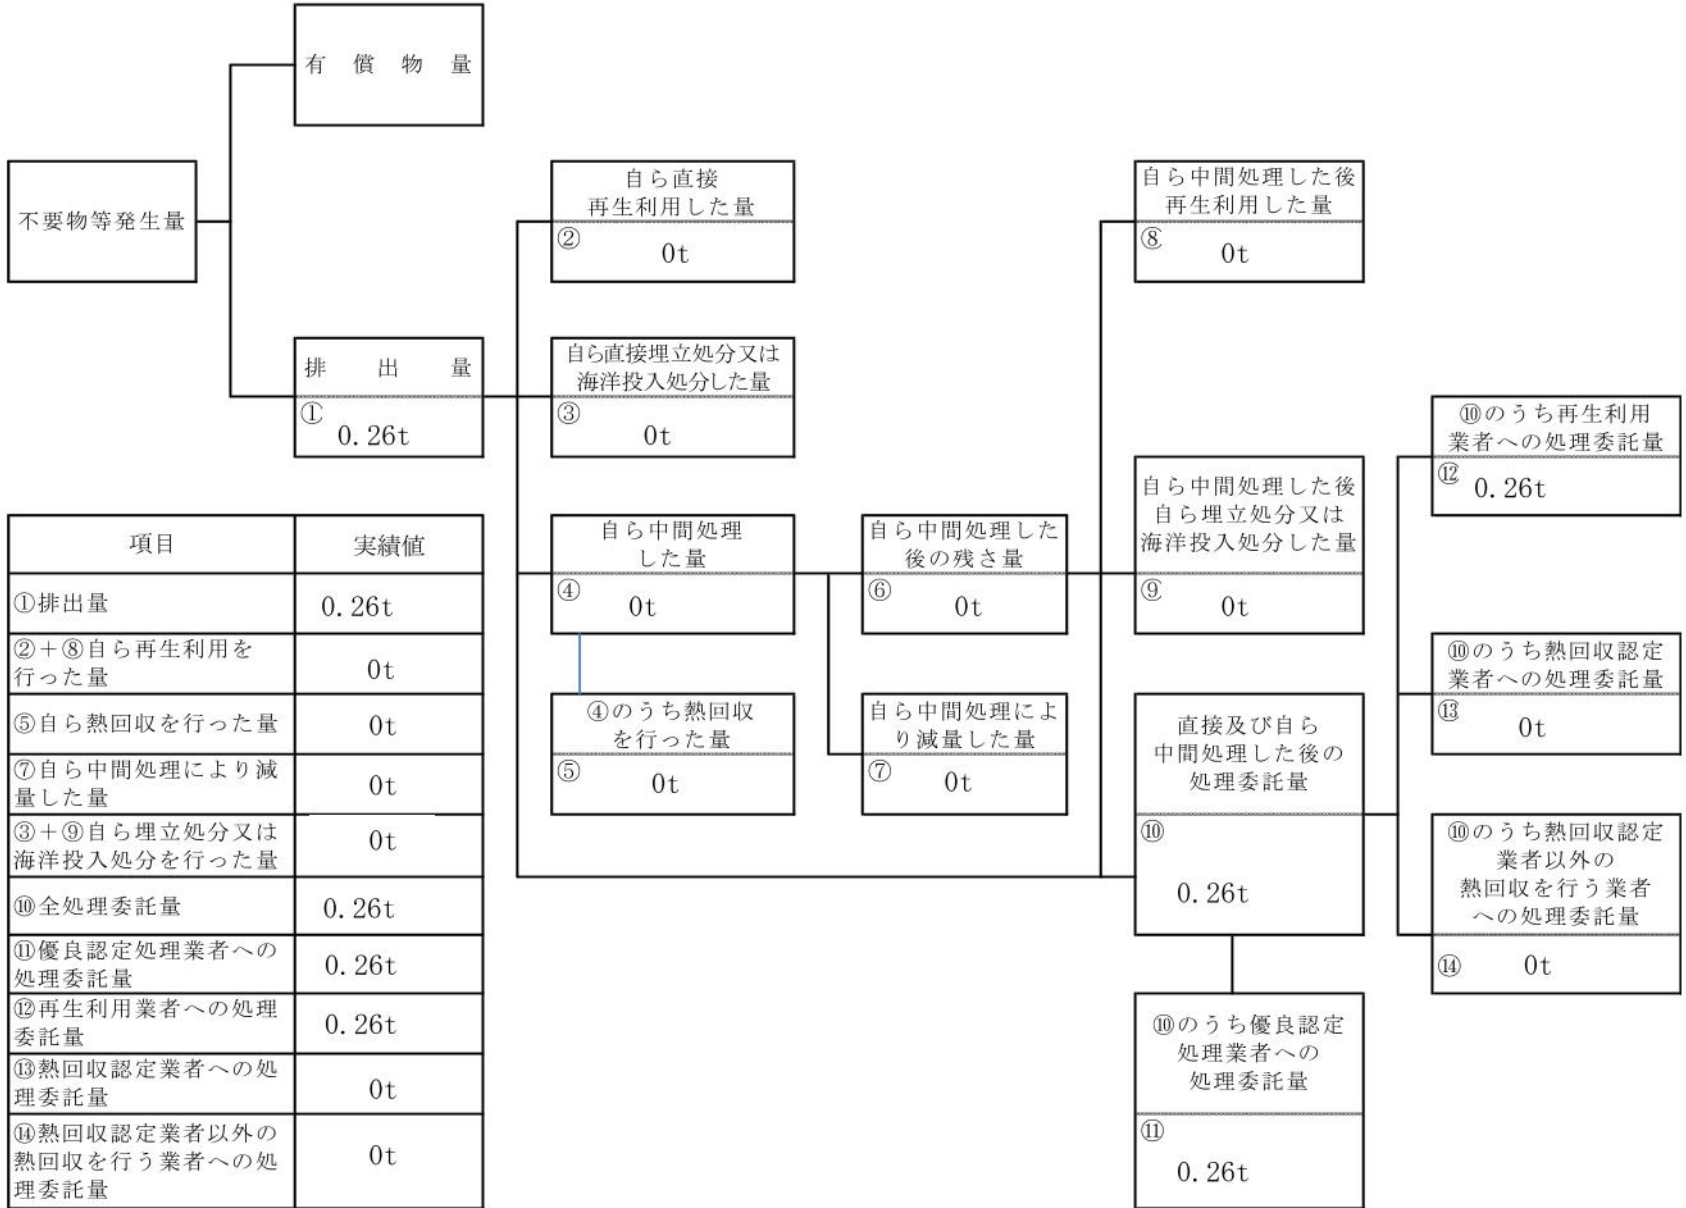 有償物量
不要物等発生量
排出量
①
0.26t
自ら直接
再生利用した量
②
0t
自ら直接埋立処分又は
海洋投入処分した量
③
0t
自ら中間処理
した量
④
0t
④のうち熱回収
を行った量
⑤
0t
自ら中間処理した
後の残さ量
⑥
0t
自ら中間処理によ
り減量した量
⑦
0t
自ら中間処理した後
再生利用した量
⑧
0t
自ら中間処理した後
自ら埋立処分又は
海洋投入処分した量
⑨
0t
直接及び自ら
中間処理した後の
処理委託量
⑩
0.26t
⑩のうち優良認定
処理業者への
処理委託量
⑪
0.26t
⑩のうち再生利用
業者への処理委託量
⑫
0.26t
⑩のうち熱回収認定
業者への処理委託量
⑬
0t
⑩のうち熱回収認定
業者以外の
熱回収を行う業者
への処理委託量
⑭
0t
項目 実績値
①排出量 0.26t
②+⑧自ら再生利用を
行った量 0t
⑤自ら熱回収を行った量 0t
⑦自ら中間処理により減
量した量 0t
③+⑨自ら埋立処分又は
海洋投入処分を行った量 0t
⑩全処理委託量 0.26t
⑪優良認定処理業者への
処理委託量 0.26t
⑫再生利用業者への処理
委託量 0.26t
⑬熱回収認定業者への処
理委託量 0t
⑭熱回収認定業者以外の
熱回収を行う業者への処
理委託量 0t